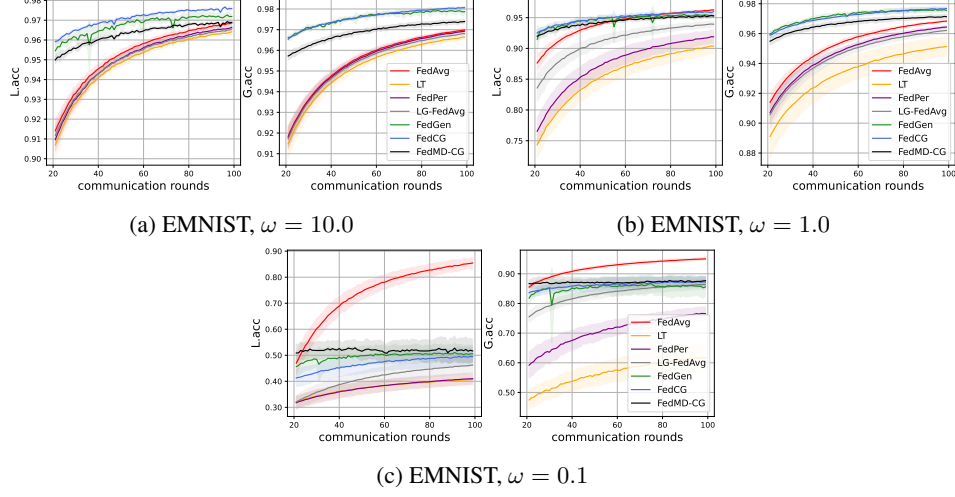 L.acc
0.98
0.97
0.96
0.95
0.94
0.93
0.92
0.91
0.90
20 40 60 80 100
communication rounds
G.acc
0.98
0.97
0.96
0.95
0.94
0.93
0.92
0.91
20 40 60 80 100
communication rounds
FedAvg
LT
FedPer
LG-FedAvg
FedGen
FedCG
FedMD-CG
(a) EMNIST, ω = 10.0
L.acc
0.95
0.90
0.85
0.80
0.75
20 40 60 80 100
communication rounds
G.acc
0.98
0.96
0.94
0.92
0.90
0.88
20 40 60 80 100
communication rounds
FedAvg
LT
FedPer
LG-FedAvg
FedGen
FedCG
FedMD-CG
(b) EMNIST, ω = 1.0
L.acc
0.90
0.80
0.70
0.60
0.50
0.40
0.30
20 40 60 80 100
communication rounds
G.acc
0.90
0.80
0.70
0.60
0.50
20 40 60 80 100
communication rounds
FedAvg
LT
FedPer
LG-FedAvg
FedGen
FedCG
FedMD-CG
(c) EMNIST, ω = 0.1